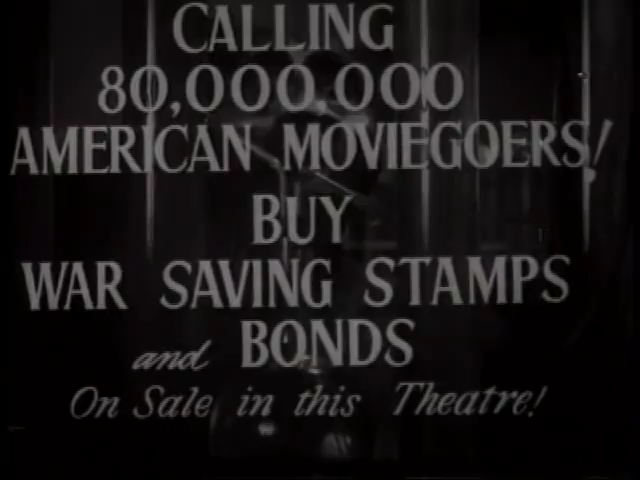 CALLING
80,000,000
AMERICAN MOVIEGOERS!
BUY
WAR SAVING STAMPS
and BONDS
On Sale in this Theatre!